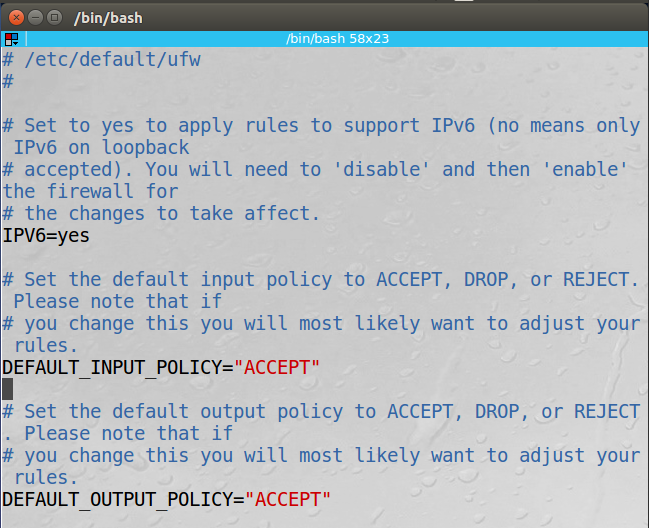 /bin/bash
/bin/bash 58x23
# /etc/default/ufw
#
# Set to yes to apply rules to support IPv6 (no means only
 IPv6 on loopback
# accepted). You will need to 'disable' and then 'enable'
the firewall for
# the changes to take affect.
IPV6=yes
# Set the default input policy to ACCEPT, DROP, or REJECT.
 Please note that if
# you change this you will most likely want to adjust your
 rules.
DEFAULT_INPUT_POLICY="ACCEPT"
# Set the default output policy to ACCEPT, DROP, or REJECT
. Please note that if
# you change this you will most likely want to adjust your
 rules.
DEFAULT_OUTPUT_POLICY="ACCEPT"